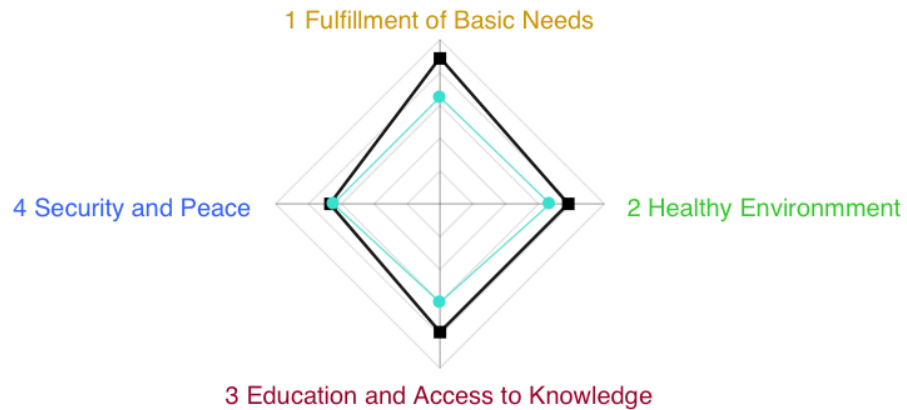 1 Fulfillment of Basic Needs
4 Security and Peace
2 Healthy Environmment
3 Education and Access to Knowledge